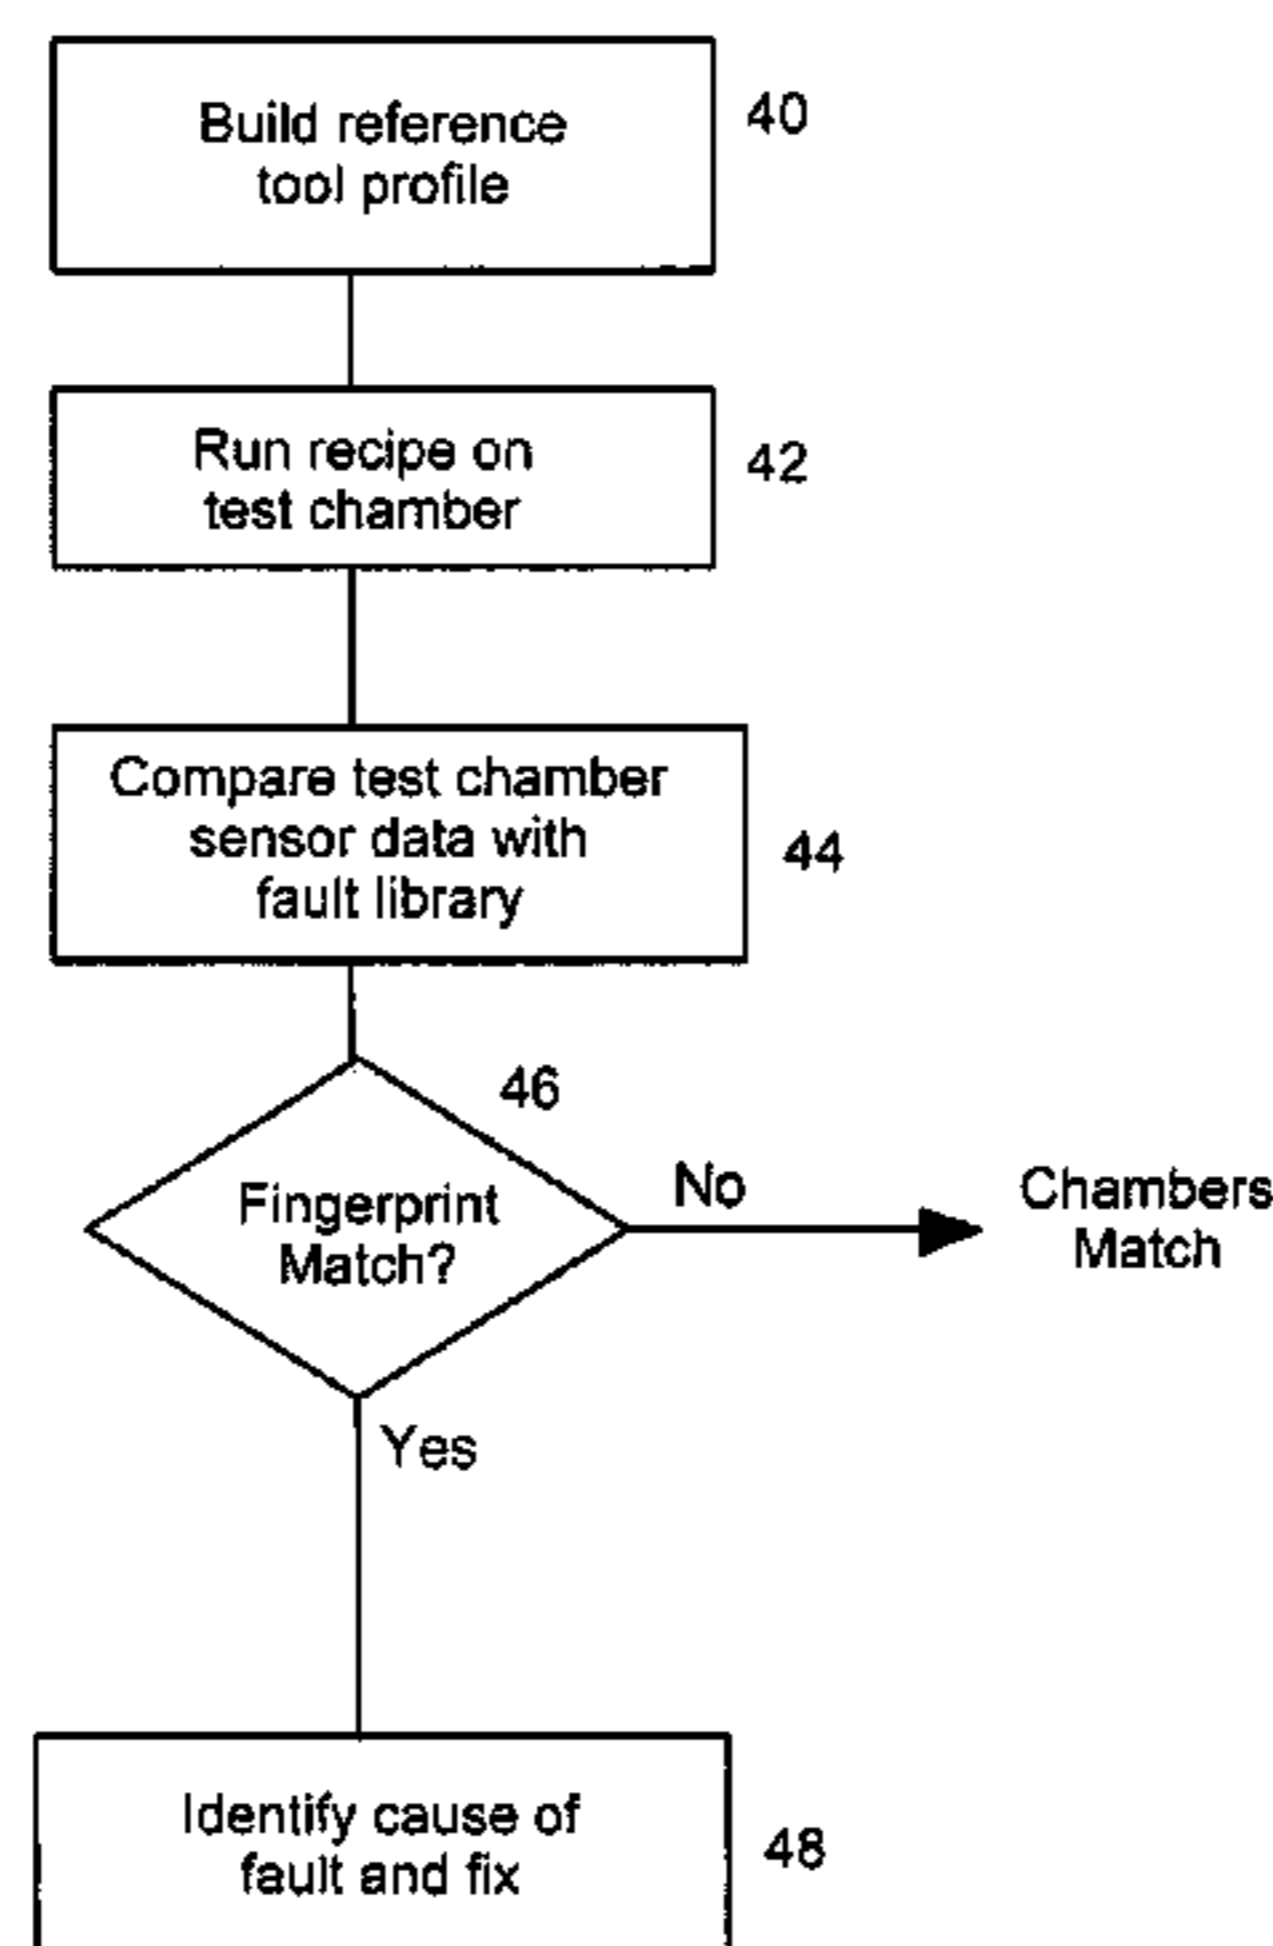 Build reference
tool profile
40
Run recipe on
test chamber
42
Compare test chamber
sensor data with
fault library
44
46
Fingerprint
Match?
No
Chambers
Match
Yes
Identify cause of
fault and fix
48